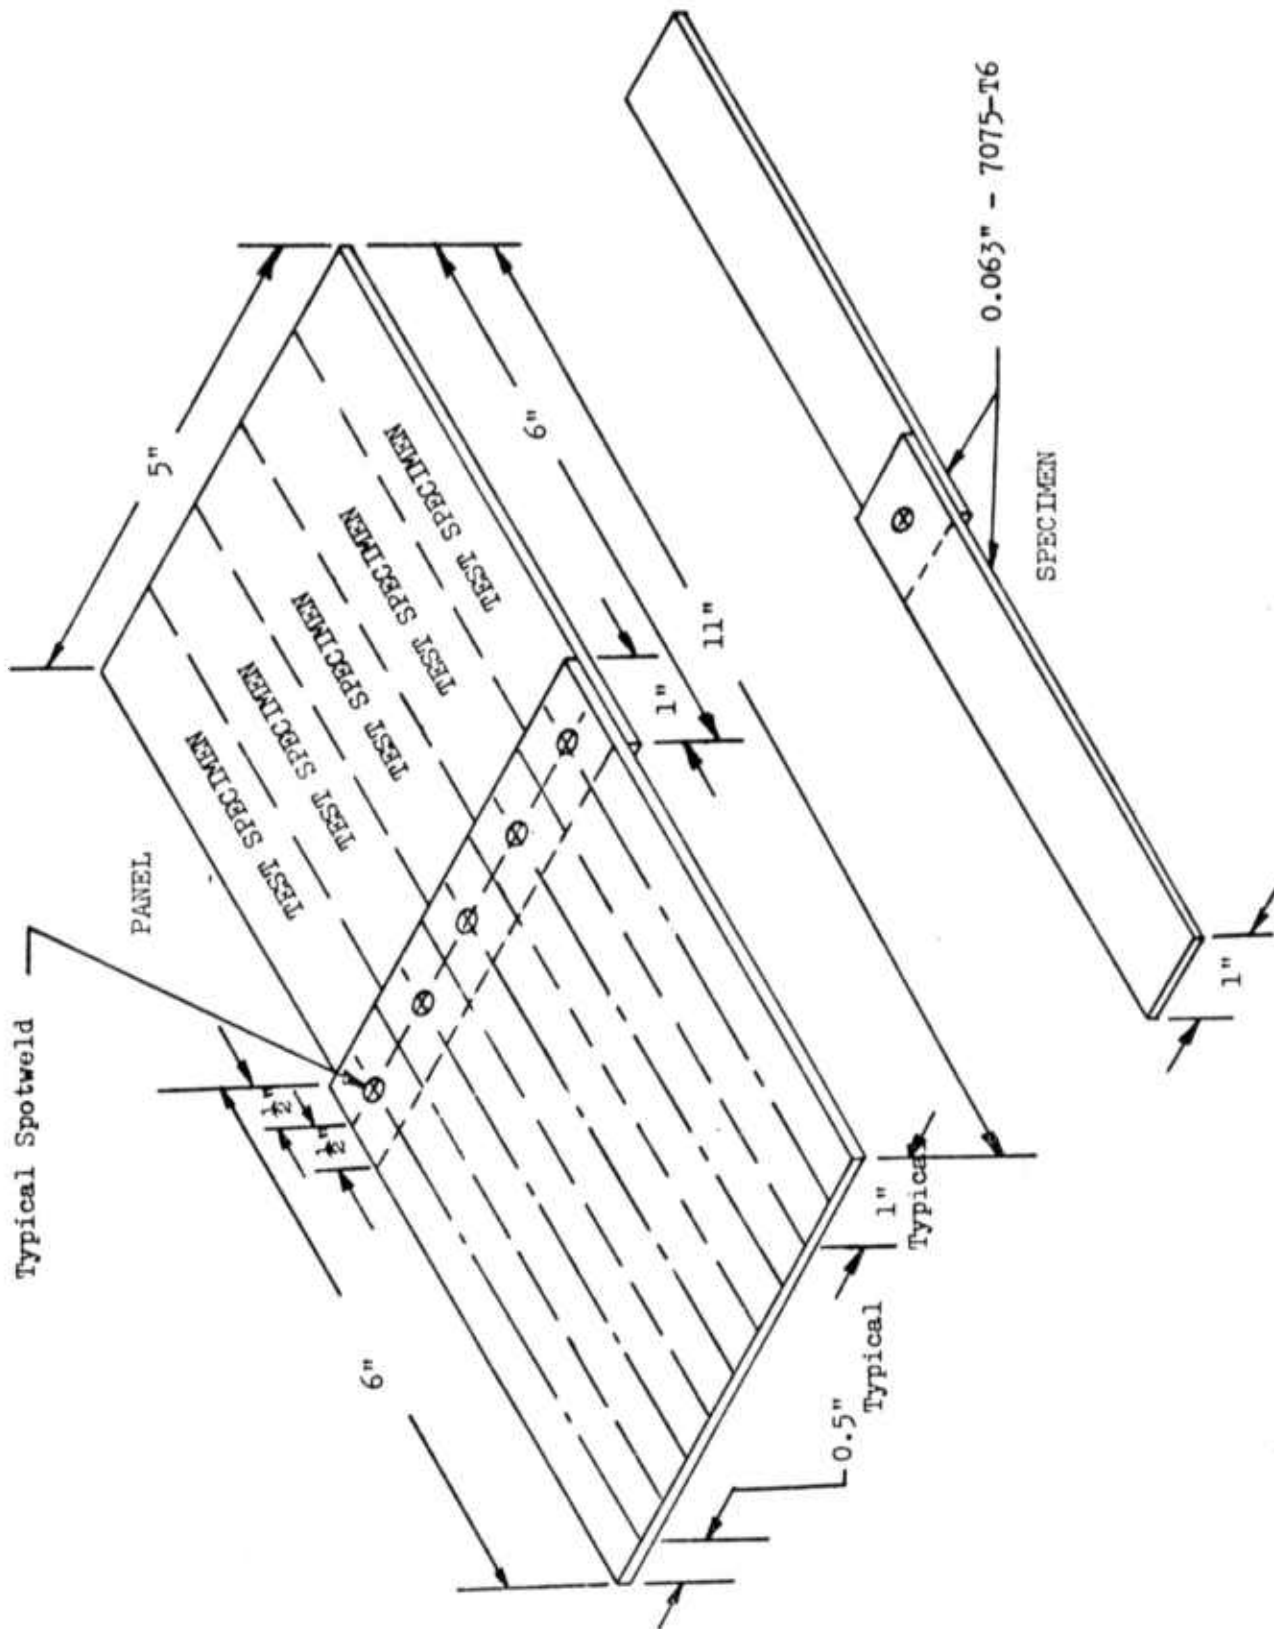 Typical Spotweld
PANEL
5"
TEST SPECIMEN
TEST SPECIMEN
TEST SPECIMEN
TEST SPECIMEN
TEST SPECIMEN
1"
2
1"
2
6"
6"
1"
11"
0.5"
Typical
1"
Typical
0.063" - 7075-T6
SPECIMEN
1"